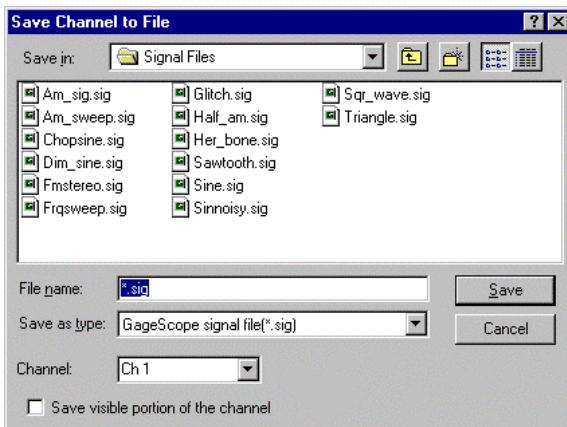 Save Channel to File
Save in: Signal Files
Am_sig.sig Glitch.sig Sqr_wave.sig
Am_sweep.sig Half_am.sig Triangle.sig
Chopsine.sig Her_bone.sig
Dim_sine.sig Sawtooth.sig
Fmstereo.sig Sine.sig
Frqsweep.sig Sinnoisy.sig
File name: *.sig Save
Save as type: GageScope signal file(*.sig) Cancel
Channel: Ch 1
Save visible portion of the channel